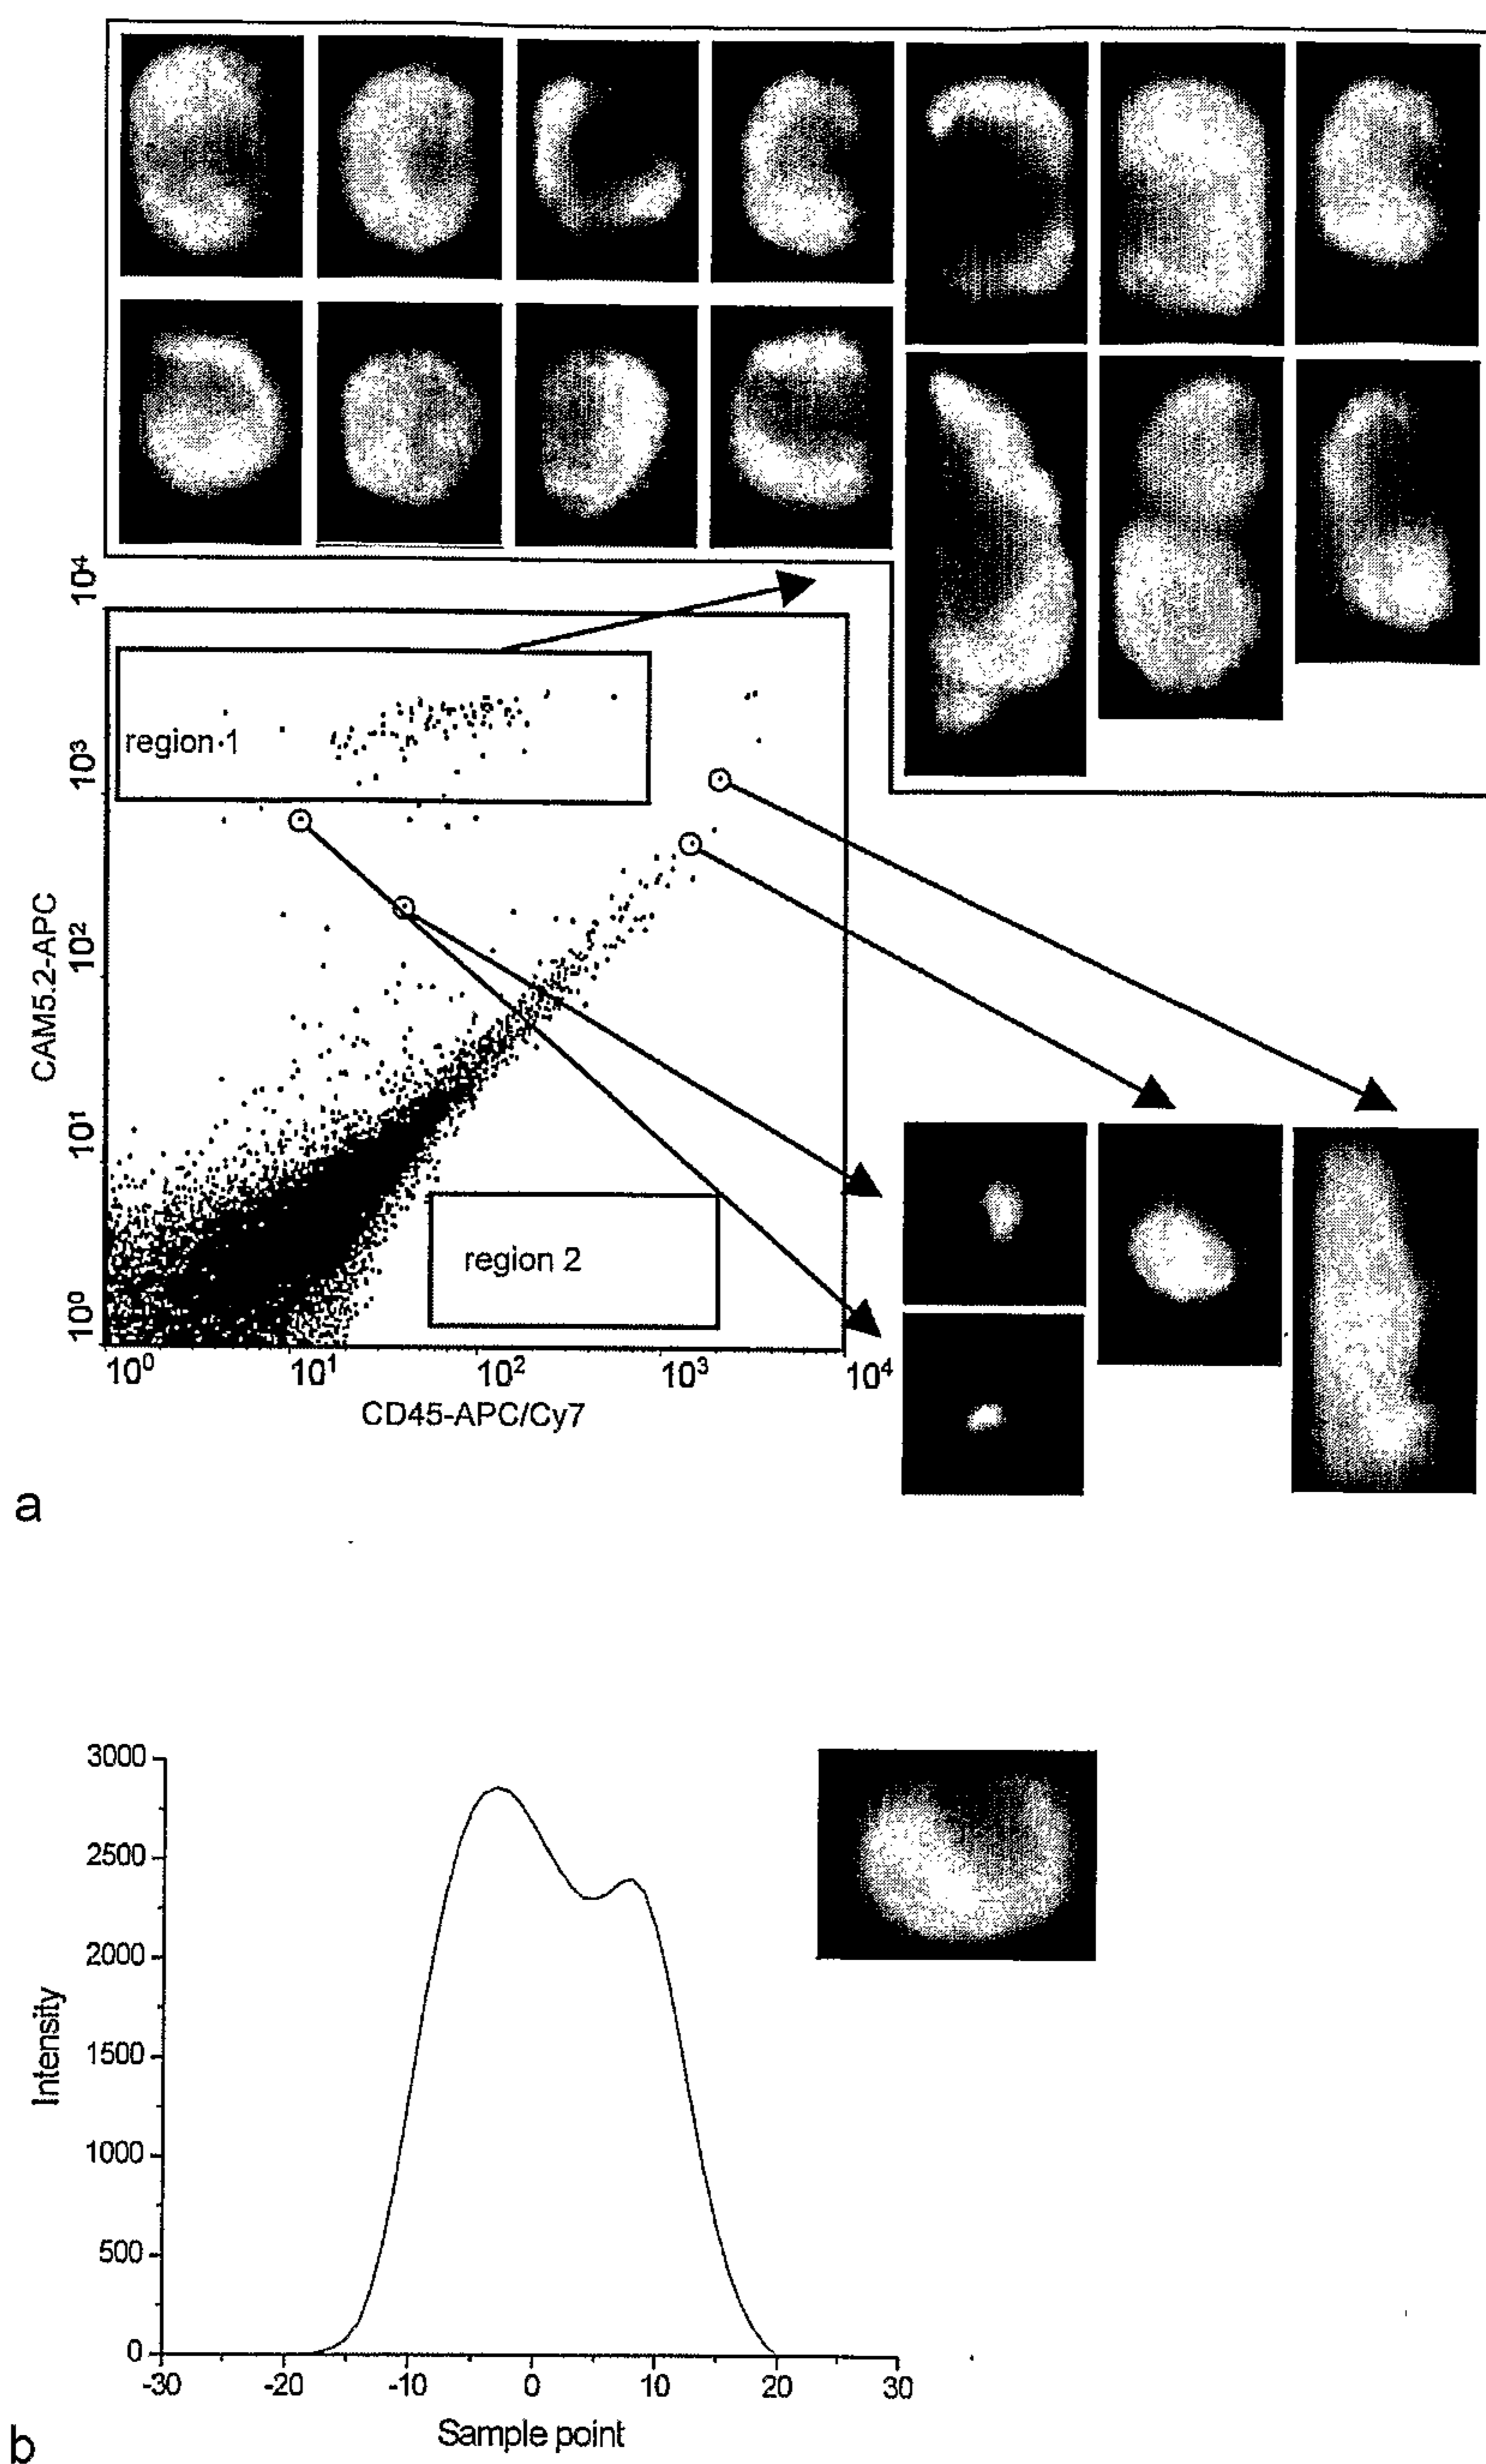 10⁴
region 1
10³
CAM5.2-APC
10²
10¹
region 2
10⁰
10⁰ 10¹ 10² 10³ 10⁴
CD45-APC/Cy7
a
3000
2500
2000
Intensity
1500
1000
500
0
-30 -20 -10 0 10 20 30
Sample point
b